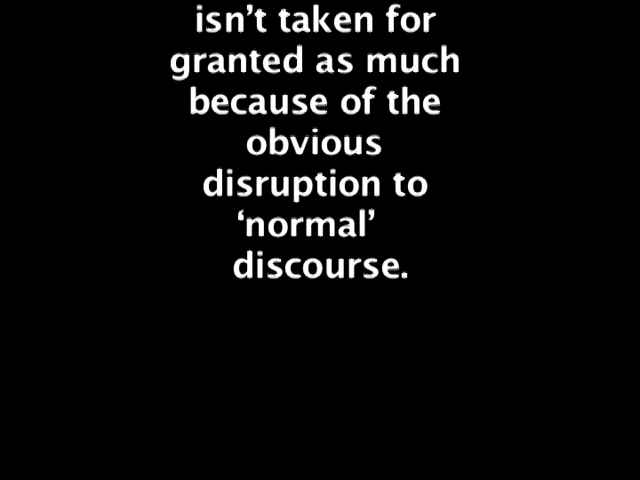 isn’t taken for
granted as much
because of the
obvious
disruption to
‘normal’
discourse.